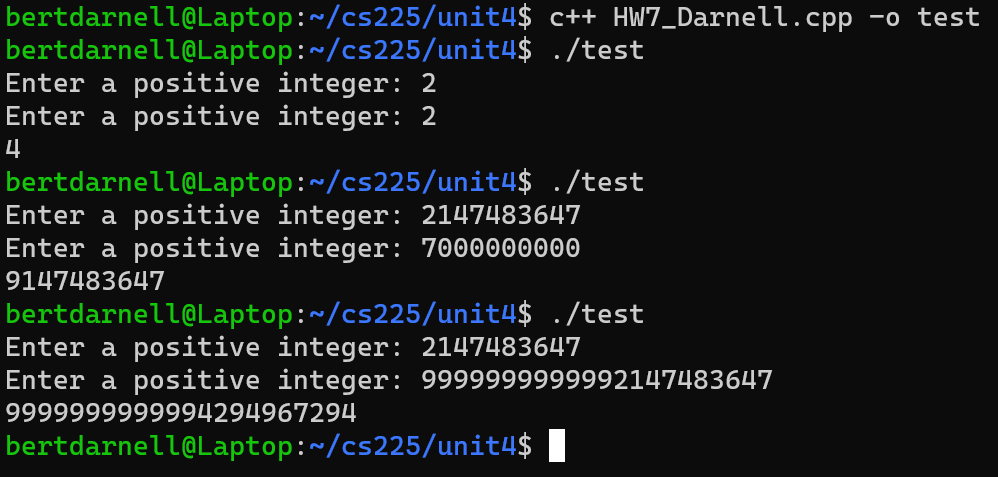 bertdarnell@Laptop:~/cs225/unit4$ c++ HW7_Darnell.cpp -o test
bertdarnell@Laptop:~/cs225/unit4$ ./test
Enter a positive integer: 2
Enter a positive integer: 2
4
bertdarnell@Laptop:~/cs225/unit4$ ./test
Enter a positive integer: 2147483647
Enter a positive integer: 7000000000
9147483647
bertdarnell@Laptop:~/cs225/unit4$ ./test
Enter a positive integer: 2147483647
Enter a positive integer: 9999999999992147483647
9999999999994294967294
bertdarnell@Laptop:~/cs225/unit4$